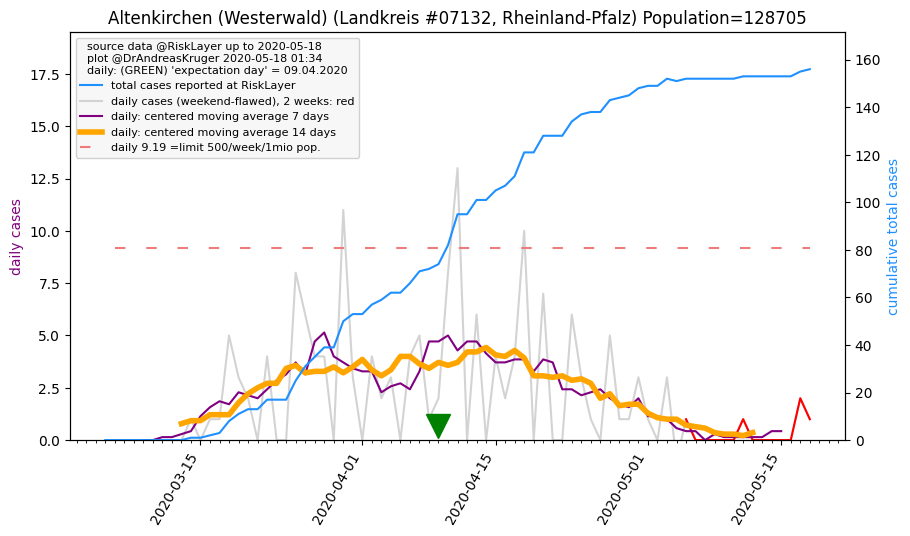 Altenkirchen (Westerwald) (Landkreis #07132, Rheinland-Pfalz) Population=128705
source data @RiskLayer up to 2020-05-18
plot @DrAndreasKruger 2020-05-18 01:34
daily: (GREEN) 'expectation day' = 09.04.2020
total cases reported at RiskLayer
daily cases (weekend-flawed), 2 weeks: red
daily: centered moving average 7 days
daily: centered moving average 14 days
daily 9.19 =limit 500/week/1mio pop.
daily cases
17.5
15.0
12.5
10.0
7.5
5.0
2.5
0.0
160
140
120
100
80
60
40
20
0
cumulative total cases
2020-03-15
2020-04-01
2020-04-15
2020-05-01
2020-05-15